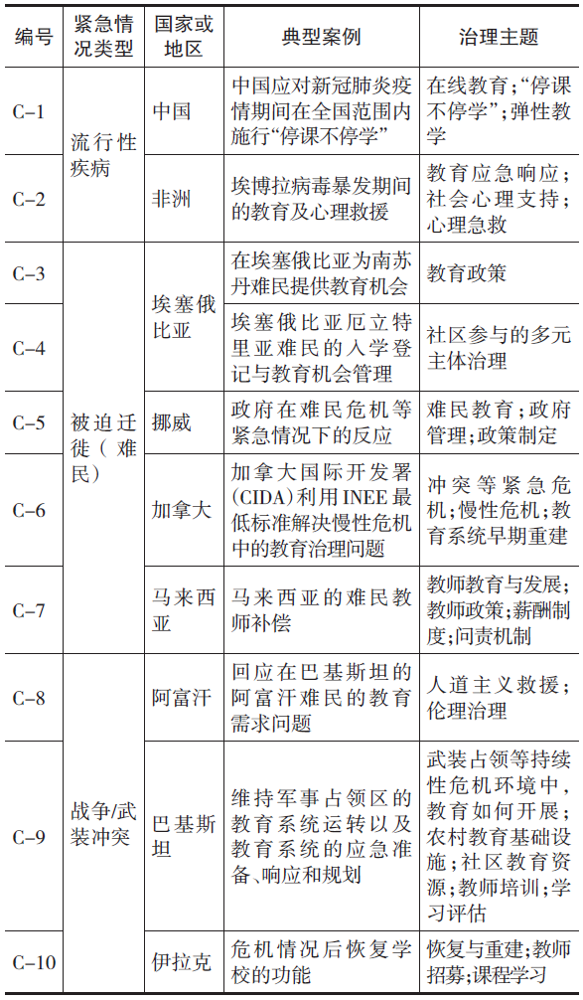 编号 紧急情况类型 国家或地区 典型案例 治理主题
C-1 流行性疾病 中国 中国应对新冠肺炎疫情期间在全国范围内施行“停课不停学” 在线教育;“停课不停学”;弹性教学
C-2 非洲 埃博拉病毒暴发期间的教育及心理救援 教育应急响应;社会心理支持;心理急救
C-3 被迫迁徙(难民) 埃塞俄比亚 在埃塞俄比亚为南苏丹难民提供教育机会 教育政策
C-4 埃塞俄比亚厄立特里亚难民的入学登记与教育机会管理 社区参与的多元主体治理
C-5 挪威 政府在难民危机等紧急情况下的反应 难民教育;政府管理;政策制定
C-6 加拿大 加拿大国际开发署(CIDA)利用INEE最低标准解决慢性危机中的教育治理问题 冲突等紧急危机;慢性危机;教育系统早期重建
C-7 马来西亚 马来西亚的难民教师补偿 教师教育与发展;教师政策;薪酬制度;问责机制
C-8 战争/武装冲突 阿富汗 回应在巴基斯坦的阿富汗难民的教育需求问题 人道主义救援;伦理治理
C-9 巴基斯坦 维持军事占领区的教育系统运转以及教育系统的应急准备、响应和规划 武装占领等持续性危机环境中,教育如何开展;农村教育基础设施;社区教育资源;教师培训;学习评估
C-10 伊拉克 危机情况后恢复学校的功能 恢复与重建;教师招募;课程学习